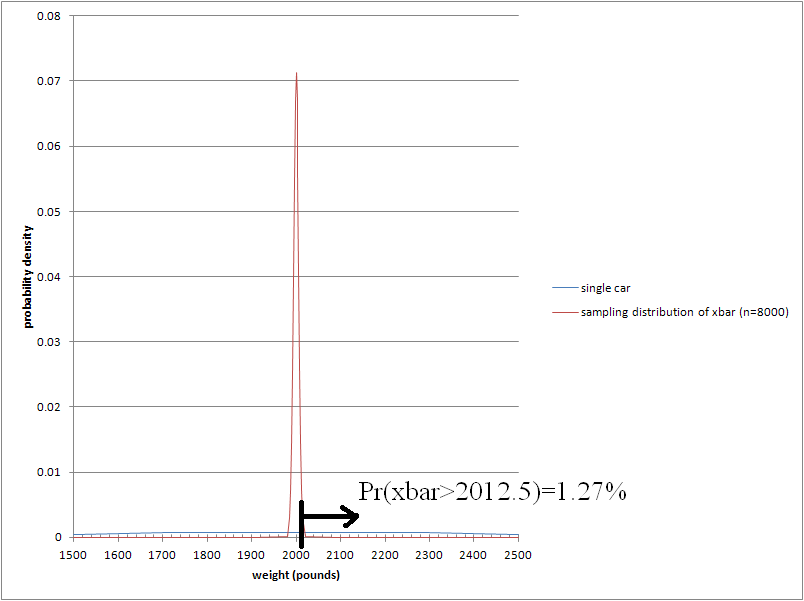 0.08
0.07
0.06
0.05
0.04
0.03
0.02
0.01
0
probability density
1500 1600 1700 1800 1900 2000 2100 2200 2300 2400 2500
weight (pounds)
single car
sampling distribution of xbar (n=8000)
Pr(xbar>2012.5)=1.27%